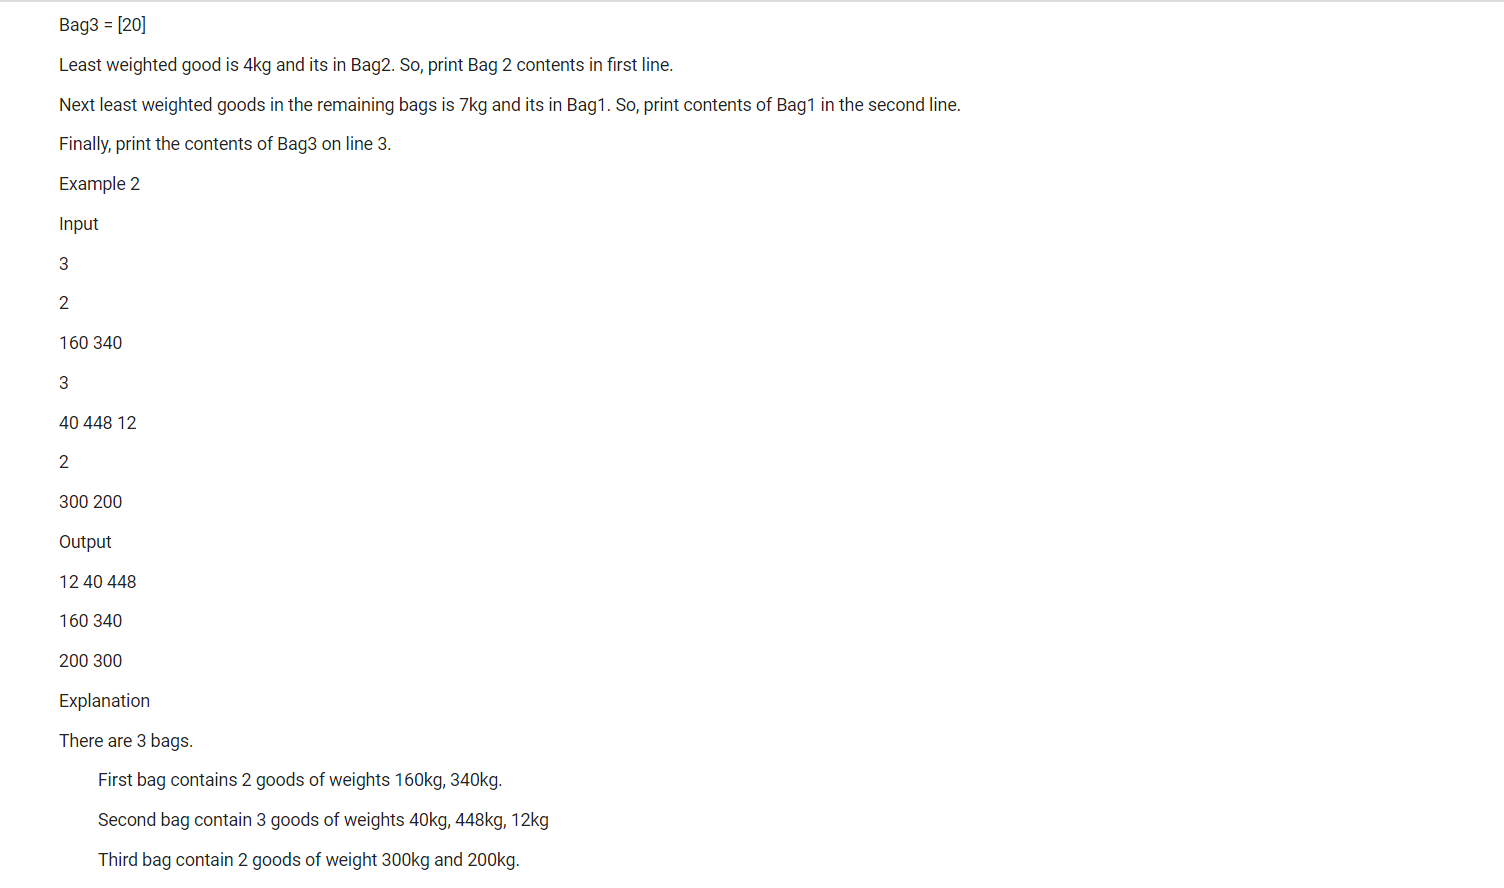 Bag3 = [20]
Least weighted good is 4kg and its in Bag2. So, print Bag 2 contents in first line.
Next least weighted goods in the remaining bags is 7kg and its in Bag1. So, print contents of Bag1 in the second line.
Finally, print the contents of Bag3 on line 3.
Example 2
Input
3
2
160 340
3
40 448 12
2
300 200
Output
12 40 448
160 340
200 300
Explanation
There are 3 bags.
First bag contains 2 goods of weights 160kg, 340kg.
Second bag contain 3 goods of weights 40kg, 448kg, 12kg
Third bag contain 2 goods of weight 300kg and 200kg.